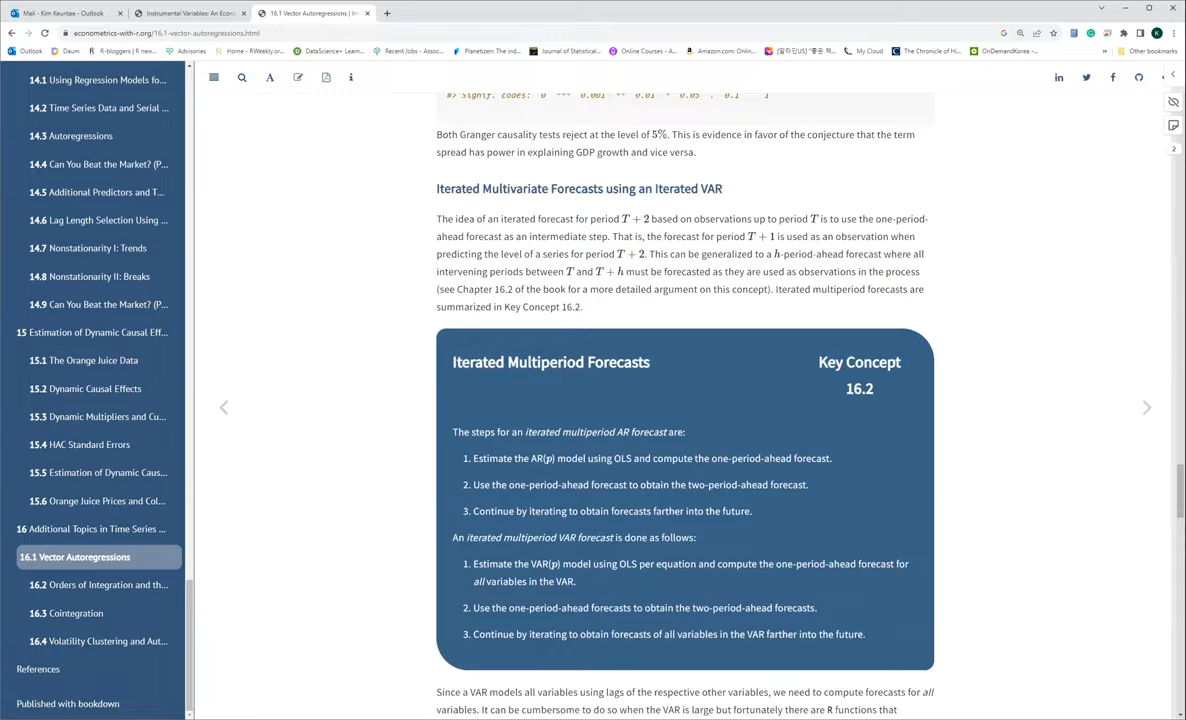 Mail - Kim Keuntae - Outlook
Instrumental Variables: An Econo
16.1 Vector Autoregressions | Int
econometrics-with-r.org/16.1-vector-autoregressions.html
Outlook
Daum
R-bloggers | R new...
Advisories
Home - RWeekly.or...
DataScience+ Learn...
Recent Jobs - Assoc...
Planetizen: The ind...
Journal of Statistical...
Online Courses - A...
Amazon.com: Onlin...
[알라딘US] "좋은 책...
My Cloud
The Chronicle of Hi...
OnDemandKorea -...
Other bookmarks
14.1 Using Regression Models fo...
14.2 Time Series Data and Serial ...
14.3 Autoregressions
14.4 Can You Beat the Market? (P...
14.5 Additional Predictors and T...
14.6 Lag Length Selection Using ...
14.7 Nonstationarity I: Trends
14.8 Nonstationarity II: Breaks
14.9 Can You Beat the Market? (P...
15 Estimation of Dynamic Causal Eff...
15.1 The Orange Juice Data
15.2 Dynamic Causal Effects
15.3 Dynamic Multipliers and Cu...
15.4 HAC Standard Errors
15.5 Estimation of Dynamic Caus...
15.6 Orange Juice Prices and Col...
16 Additional Topics in Time Series ...
16.1 Vector Autoregressions
16.2 Orders of Integration and th...
16.3 Cointegration
16.4 Volatility Clustering and Aut...
References
Published with bookdown
#> Signif. codes: 0 '***' 0.001 '**' 0.01 '*' 0.05 '.' 0.1 ' ' 1
Both Granger causality tests reject at the level of 5%. This is evidence in favor of the conjecture that the term
spread has power in explaining GDP growth and vice versa.
Iterated Multivariate Forecasts using an Iterated VAR
The idea of an iterated forecast for period T + 2 based on observations up to period T is to use the one-period-
ahead forecast as an intermediate step. That is, the forecast for period T + 1 is used as an observation when
predicting the level of a series for period T + 2. This can be generalized to a h-period-ahead forecast where all
intervening periods between T and T + h must be forecasted as they are used as observations in the process
(see Chapter 16.2 of the book for a more detailed argument on this concept). Iterated multiperiod forecasts are
summarized in Key Concept 16.2.
Iterated Multiperiod Forecasts
Key Concept
16.2
The steps for an iterated multiperiod AR forecast are:
1. Estimate the AR(p) model using OLS and compute the one-period-ahead forecast.
2. Use the one-period-ahead forecast to obtain the two-period-ahead forecast.
3. Continue by iterating to obtain forecasts farther into the future.
An iterated multiperiod VAR forecast is done as follows:
1. Estimate the VAR(p) model using OLS per equation and compute the one-period-ahead forecast for
all variables in the VAR.
2. Use the one-period-ahead forecasts to obtain the two-period-ahead forecasts.
3. Continue by iterating to obtain forecasts of all variables in the VAR farther into the future.
Since a VAR models all variables using lags of the respective other variables, we need to compute forecasts for all
variables. It can be cumbersome to do so when the VAR is large but fortunately there are R functions that
2